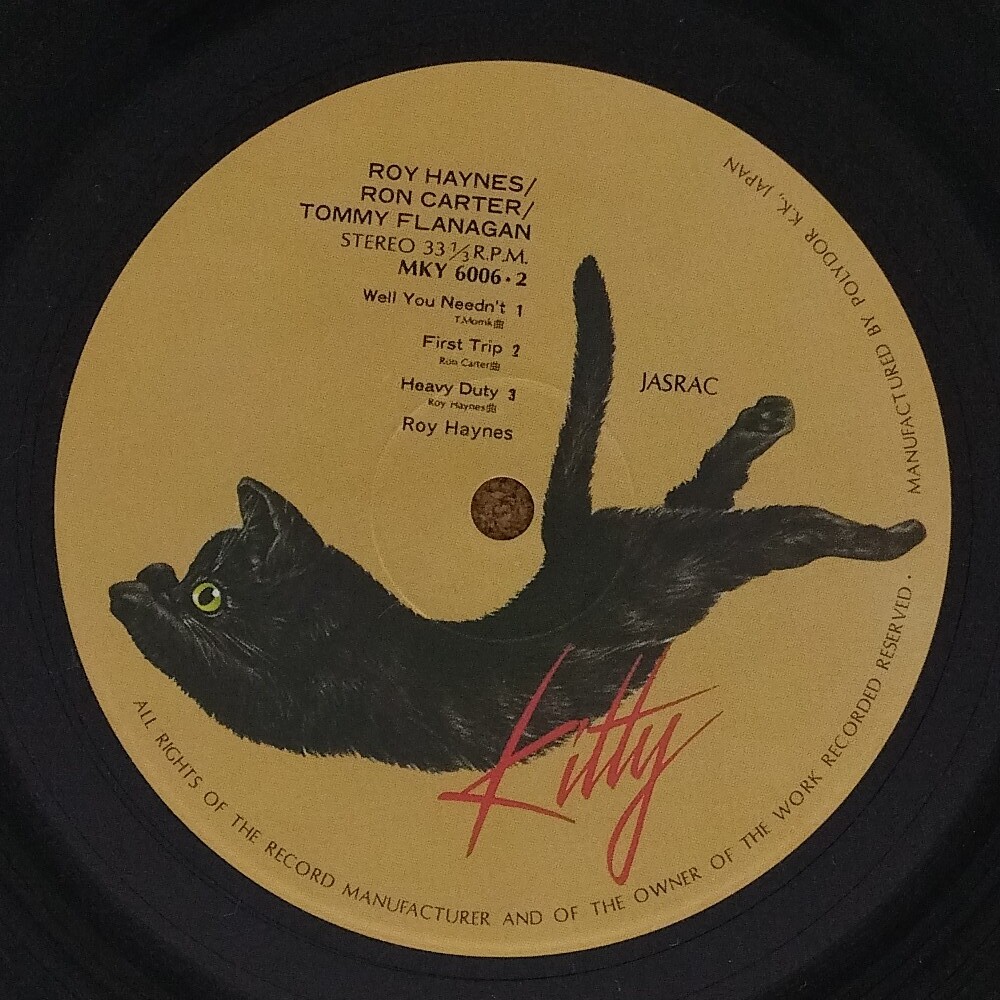 ROY HAYNES/
RON CARTER/
TOMMY FLANAGAN
STEREO 33 1/3 R.P.M.
MKY 6006・2
Well You Needn't 1
T.Momk曲
First Trip 2
Ron Carter曲
Heavy Duty 3
Roy Haynes曲
Roy Haynes
JASRAC
Kitty
MANUFACTURED BY POLYDOR K.K., JAPAN
ALL RIGHTS OF THE RECORD MANUFACTURER AND OF THE OWNER OF THE WORK RECORDED RESERVED.